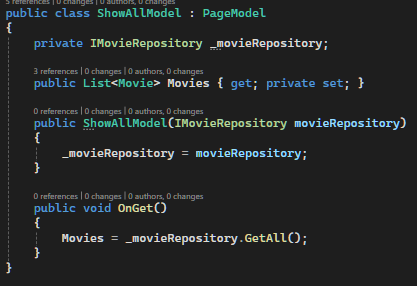 5 references | 0 changes | 0 authors, 0 changes
public class ShowAllModel : PageModel
{
private IMovieRepository _movieRepository;
3 references | 0 changes | 0 authors, 0 changes
public List<Movie> Movies { get; private set; }
0 references | 0 changes | 0 authors, 0 changes
public ShowAllModel(IMovieRepository movieRepository)
{
_movieRepository = movieRepository;
}
0 references | 0 changes | 0 authors, 0 changes
public void OnGet()
{
Movies = _movieRepository.GetAll();
}
}